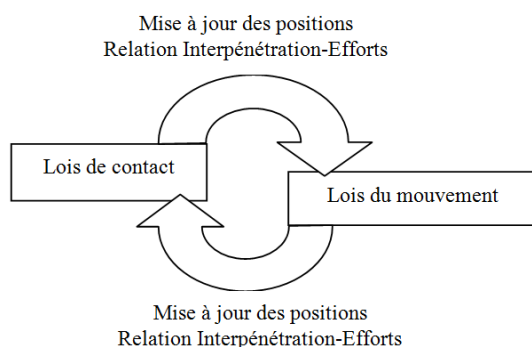 Mise à jour des positions
Relation Interpénétration-Efforts
Lois de contact
Lois du mouvement
Mise à jour des positions
Relation Interpénétration-Efforts